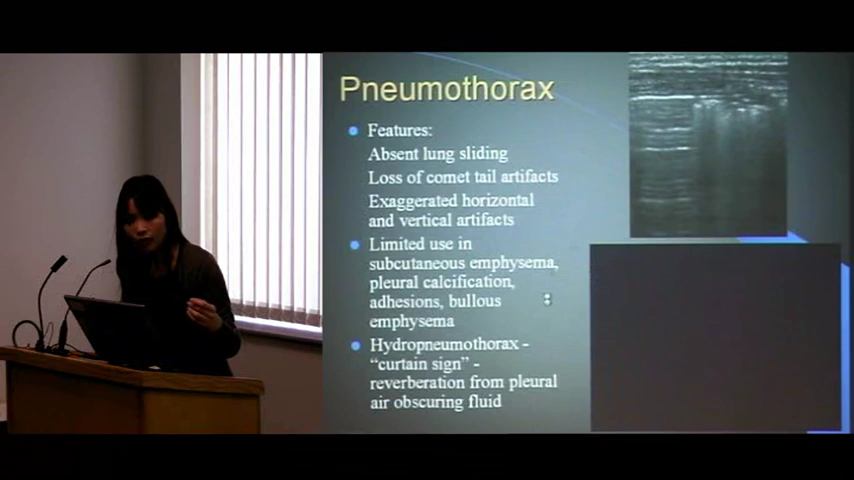 Pneumothorax
Features:
Absent lung sliding
Loss of comet tail artifacts
Exaggerated horizontal
and vertical artifacts
Limited use in
subcutaneous emphysema,
pleural calcification,
adhesions, bullous
emphysema
Hydropneumothorax -
“curtain sign” -
reverberation from pleural
air obscuring fluid